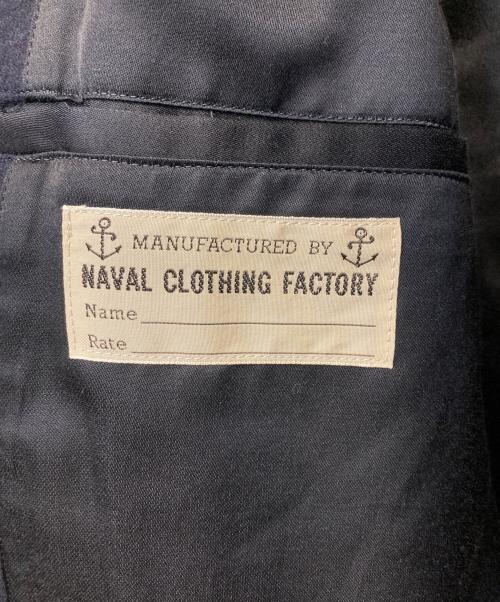 MANUFACTURED BY
NAVAL CLOTHING FACTORY
Name
Rate